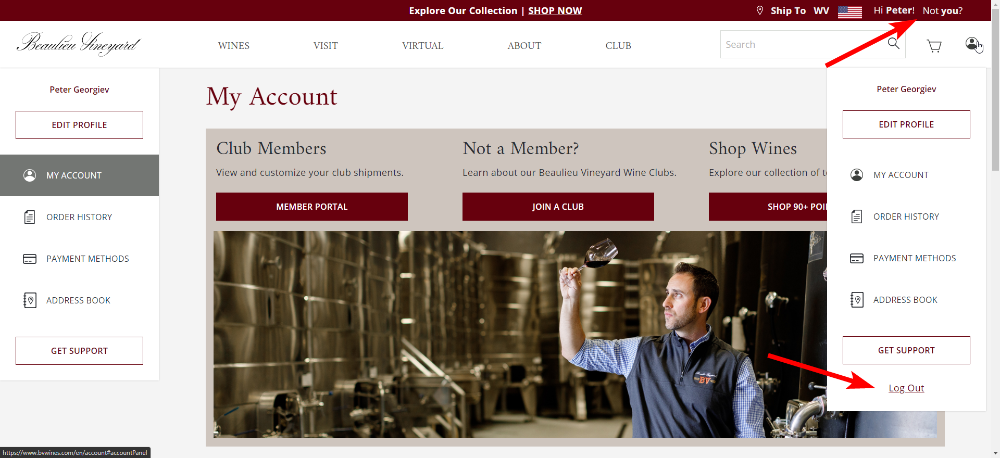 Explore Our Collection | SHOP NOW
Ship To WV
Hi Peter! Not you?
Beaulieu Vineyard
WINES VISIT VIRTUAL ABOUT CLUB
Search
Peter Georgiev
EDIT PROFILE
MY ACCOUNT
ORDER HISTORY
PAYMENT METHODS
ADDRESS BOOK
GET SUPPORT
My Account
Club Members
View and customize your club shipments.
MEMBER PORTAL
Not a Member?
Learn about our Beaulieu Vineyard Wine Clubs.
JOIN A CLUB
Shop Wines
Explore our collection of t
SHOP 90+ POI
BV
Peter Georgiev
EDIT PROFILE
MY ACCOUNT
ORDER HISTORY
PAYMENT METHODS
ADDRESS BOOK
GET SUPPORT
Log Out
https://www.bvwines.com/en/account#accountPanel